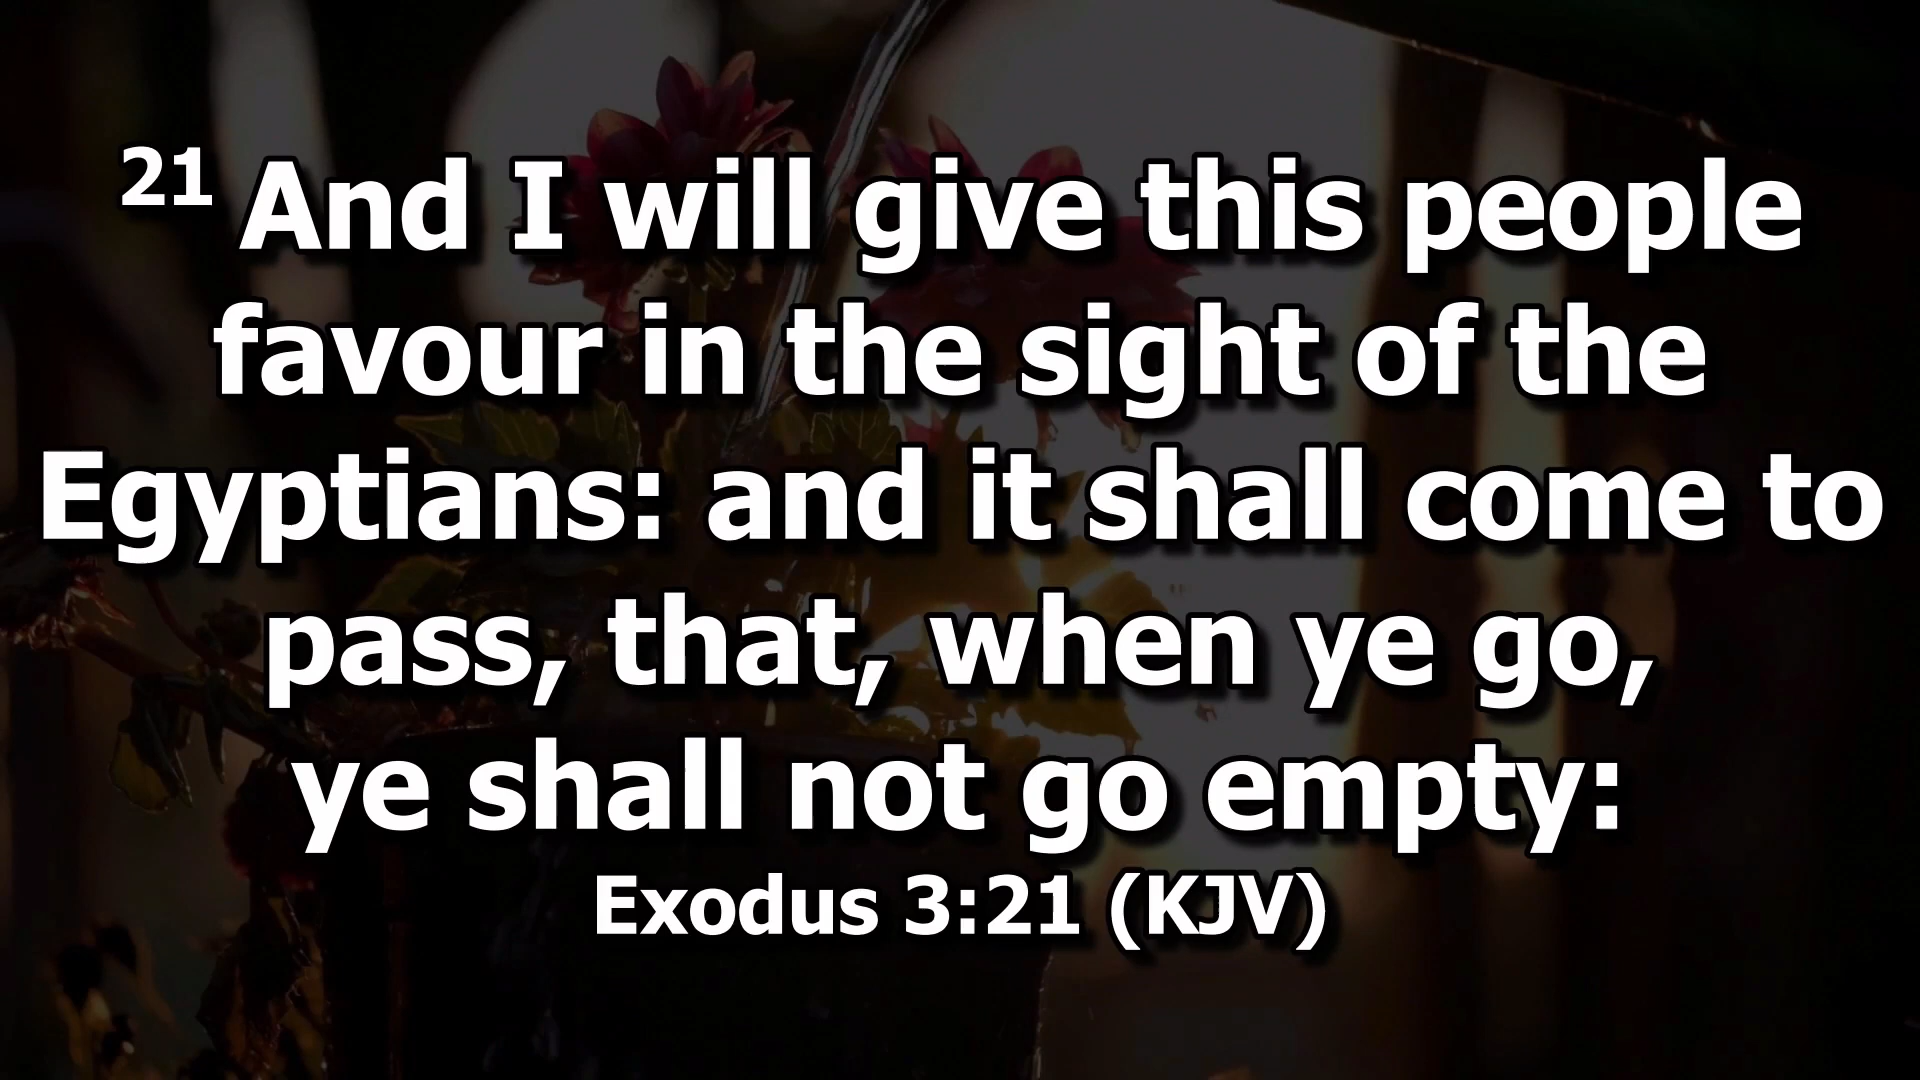 21 And I will give this people
favour in the sight of the
Egyptians: and it shall come to
pass, that, when ye go,
ye shall not go empty:
Exodus 3:21 (KJV)